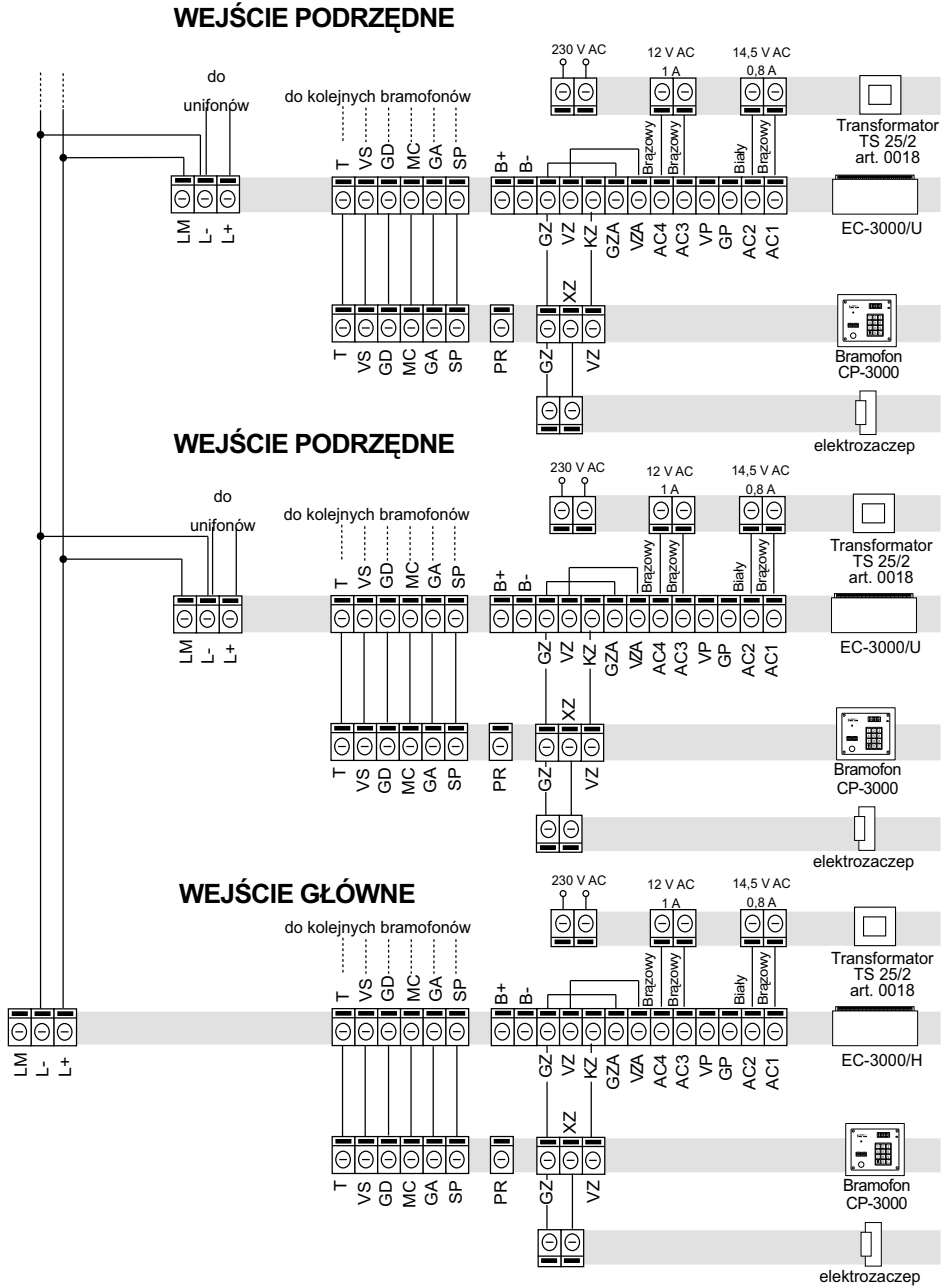 WEJŚCIE PODRZĘDNE
230 V AC
12 V AC
1 A
14,5 V AC
0,8 A
do
unifonów
do kolejnych bramofonów
Transformator
TS 25/2
art. 0018
T VS GD MC GA SP
B+ B-
Brązowy Brązowy
Biały Brązowy
LM L- L+
GZ VZ KZ GZA VZA AC4 AC3 VP GP AC2 AC1
EC-3000/U
XZ
T VS GD MC GA SP
PR
GZ
VZ
Bramofon
CP-3000
elektrozaczep
WEJŚCIE PODRZĘDNE
230 V AC
12 V AC
1 A
14,5 V AC
0,8 A
do
unifonów
do kolejnych bramofonów
Transformator
TS 25/2
art. 0018
T VS GD MC GA SP
B+ B-
Brązowy Brązowy
Biały Brązowy
LM L- L+
GZ VZ KZ GZA VZA AC4 AC3 VP GP AC2 AC1
EC-3000/U
XZ
T VS GD MC GA SP
PR
GZ
VZ
Bramofon
CP-3000
elektrozaczep
WEJŚCIE GŁÓWNE
230 V AC
12 V AC
1 A
14,5 V AC
0,8 A
do kolejnych bramofonów
Transformator
TS 25/2
art. 0018
T VS GD MC GA SP
B+ B-
Brązowy Brązowy
Biały Brązowy
LM L- L+
GZ VZ KZ GZA VZA AC4 AC3 VP GP AC2 AC1
EC-3000/H
XZ
T VS GD MC GA SP
PR
GZ
VZ
Bramofon
CP-3000
elektrozaczep